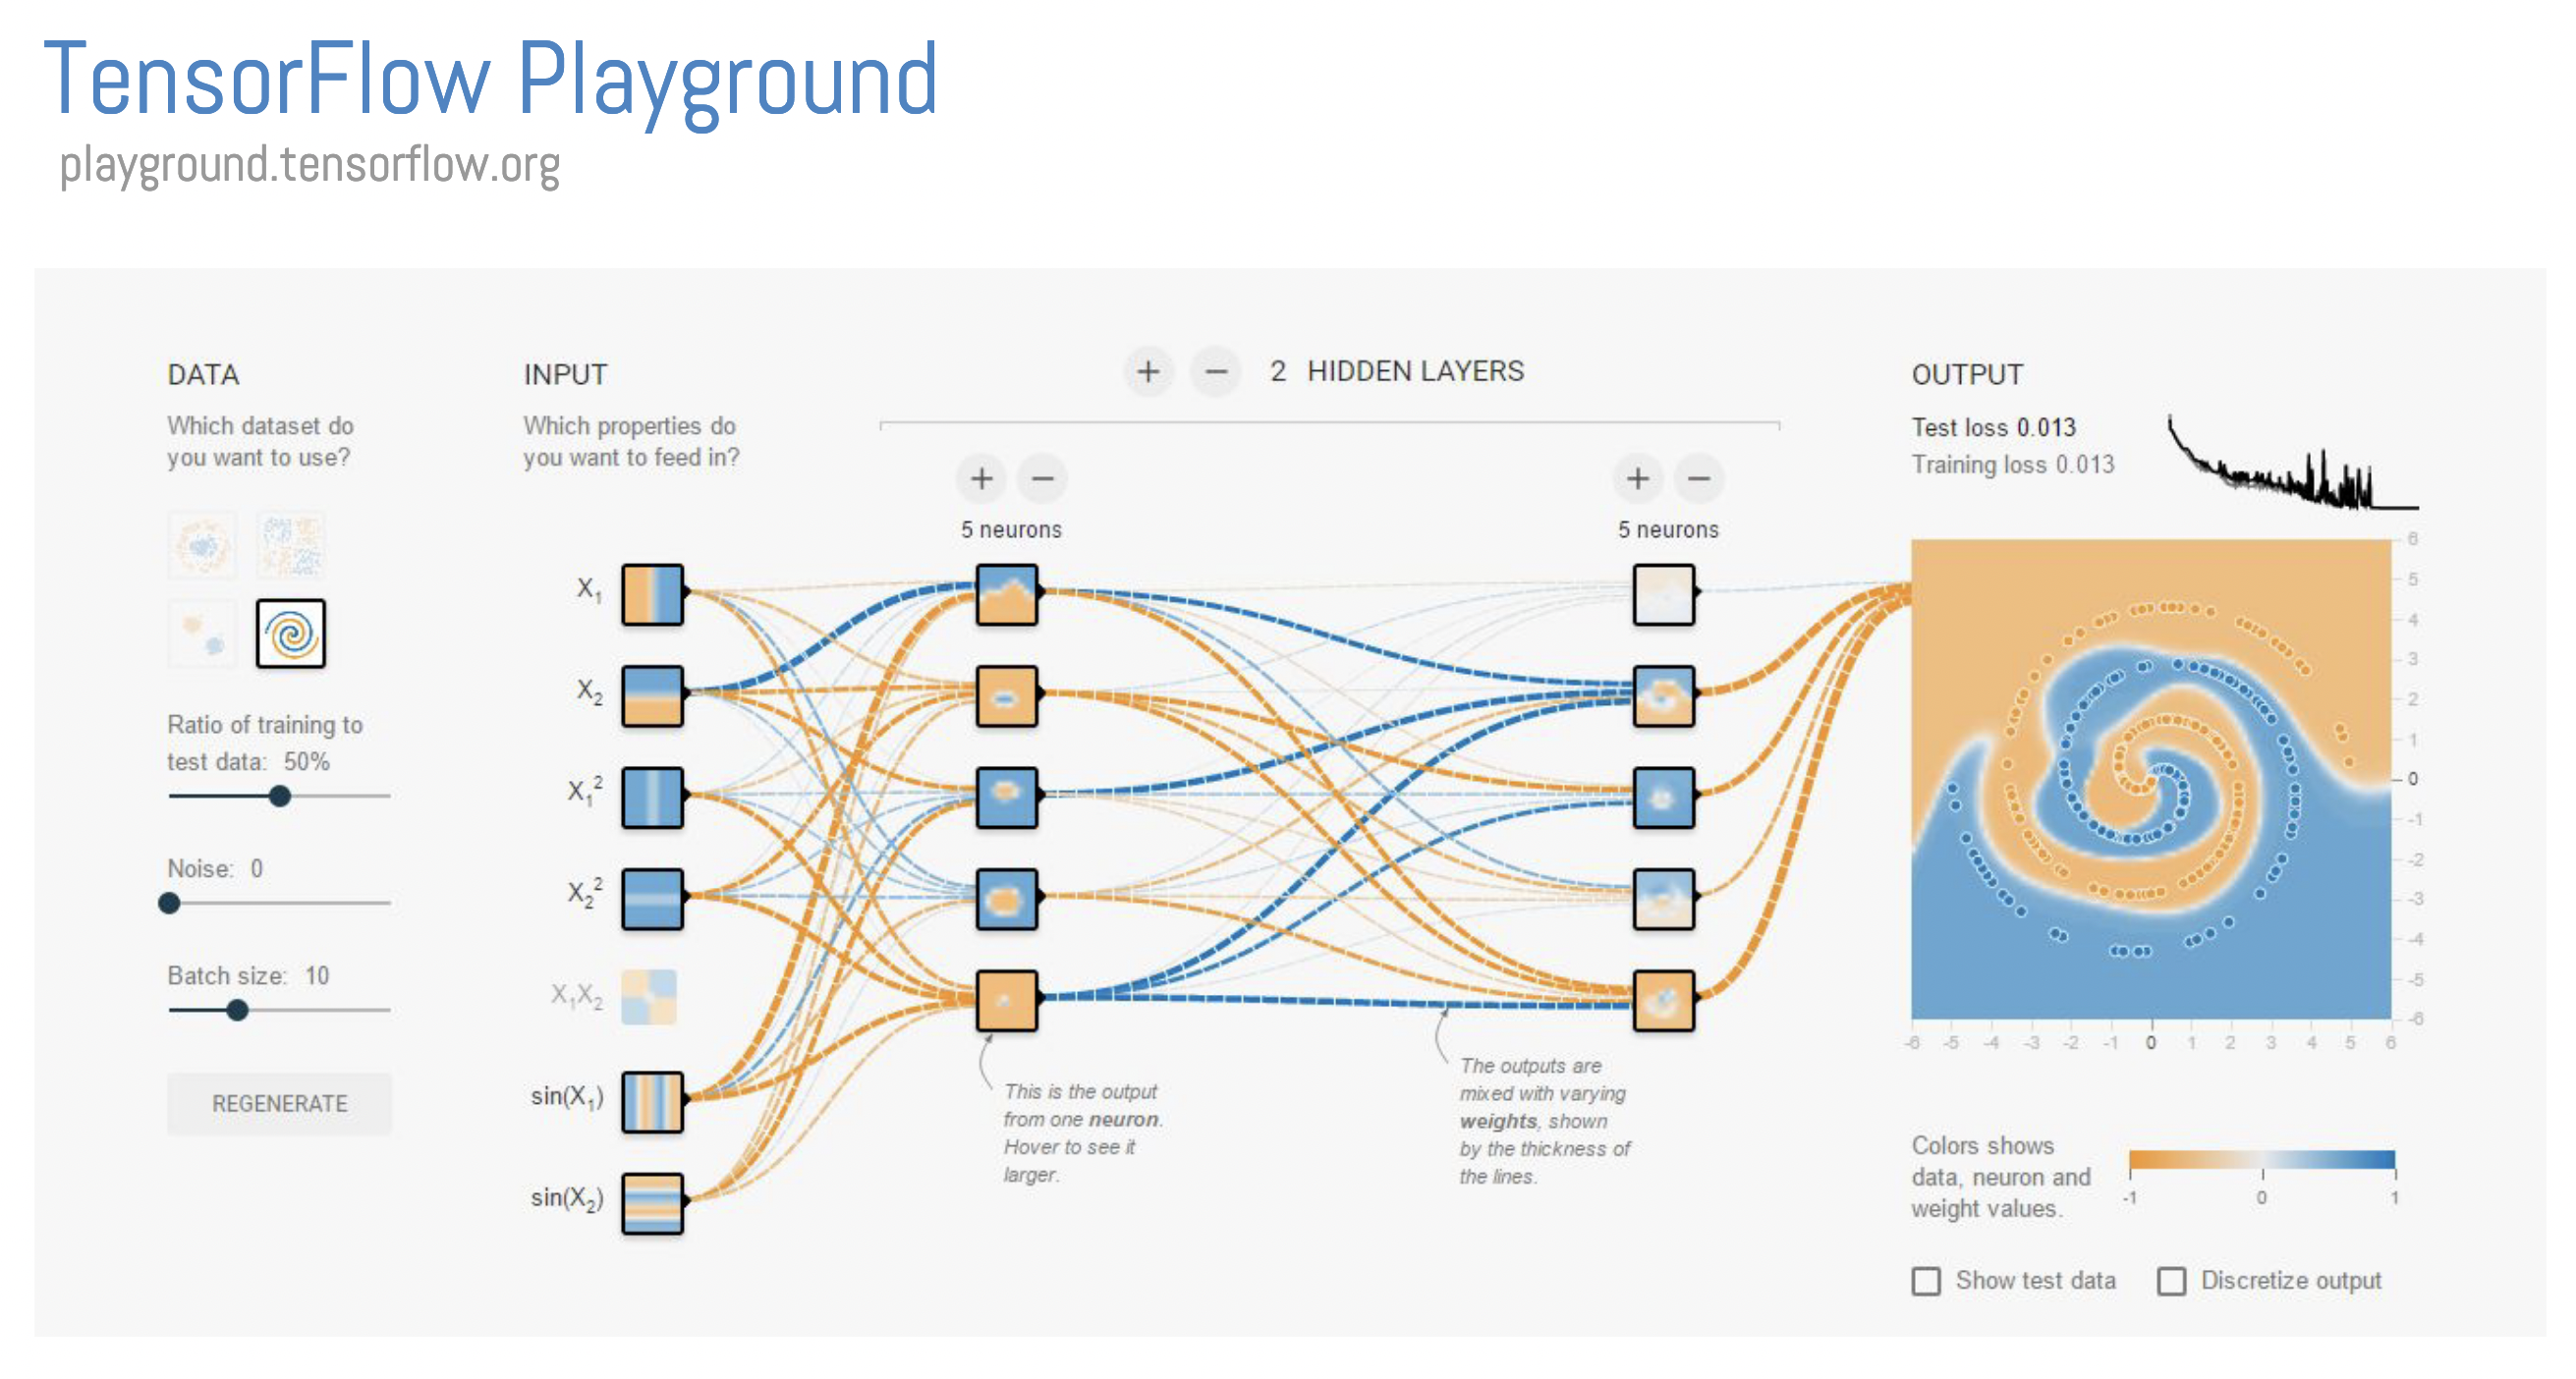 TensorFlow Playground
playground.tensorflow.org
DATA
Which dataset do
you want to use?
Ratio of training to
test data: 50%
Noise: 0
Batch size: 10
REGENERATE
INPUT
Which properties do
you want to feed in?
X₁
X₂
X₁²
X₂²
X₁X₂
sin(X₁)
sin(X₂)
+ − 2 HIDDEN LAYERS
+ −
5 neurons
+ −
5 neurons
This is the output
from one neuron.
Hover to see it
larger.
The outputs are
mixed with varying
weights, shown
by the thickness of
the lines.
OUTPUT
Test loss 0.013
Training loss 0.013
6
5
4
3
2
1
0
-1
-2
-3
-4
-5
-6
-6 -5 -4 -3 -2 -1 0 1 2 3 4 5 6
Colors shows
data, neuron and
weight values.
-1 0 1
Show test data
Discretize output